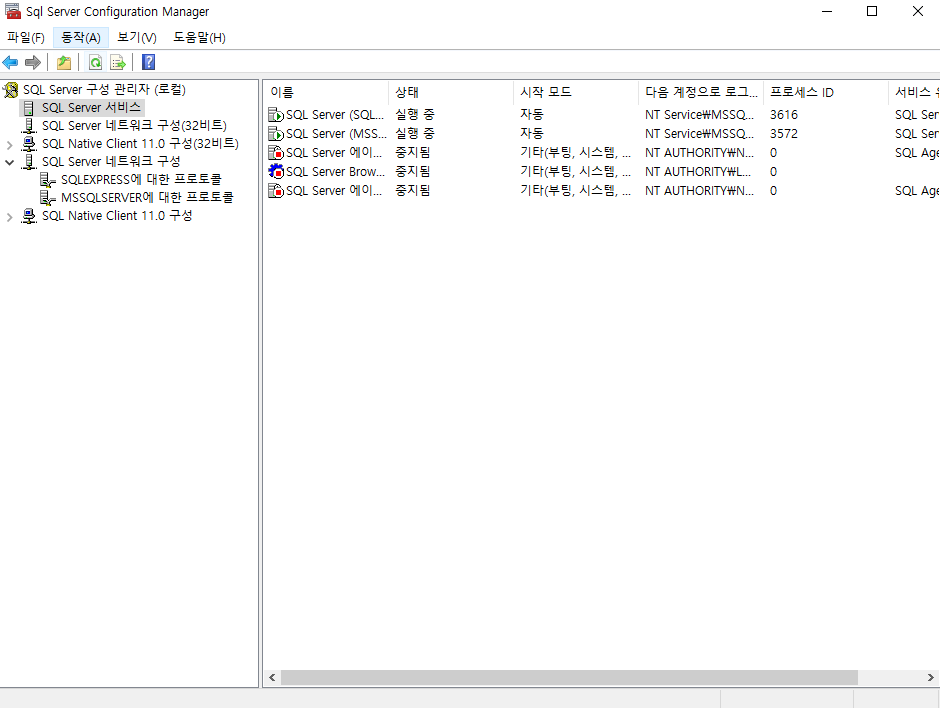 Sql Server Configuration Manager
파일(F) 동작(A) 보기(V) 도움말(H)
SQL Server 구성 관리자 (로컬)
SQL Server 서비스
SQL Server 네트워크 구성(32비트)
SQL Native Client 11.0 구성(32비트)
SQL Server 네트워크 구성
SQLEXPRESS에 대한 프로토콜
MSSQLSERVER에 대한 프로토콜
SQL Native Client 11.0 구성
이름 상태 시작 모드 다음 계정으로 로그... 프로세스 ID 서비스
SQL Server (SQL... 실행 중 자동 NT Service₩MSSQ... 3616 SQL Ser
SQL Server (MSS... 실행 중 자동 NT Service₩MSSQ... 3572 SQL Ser
SQL Server 에이... 중지됨 기타(부팅, 시스템, ... NT AUTHORITY₩N... 0 SQL Age
SQL Server Brow... 중지됨 기타(부팅, 시스템, ... NT AUTHORITY₩L... 0
SQL Server 에이... 중지됨 기타(부팅, 시스템, ... NT AUTHORITY₩N... 0 SQL Age